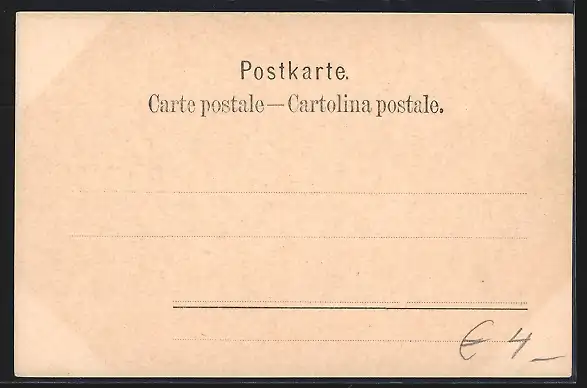 Postkarte.
Carte postale — Cartolina postale.
€ 4 –